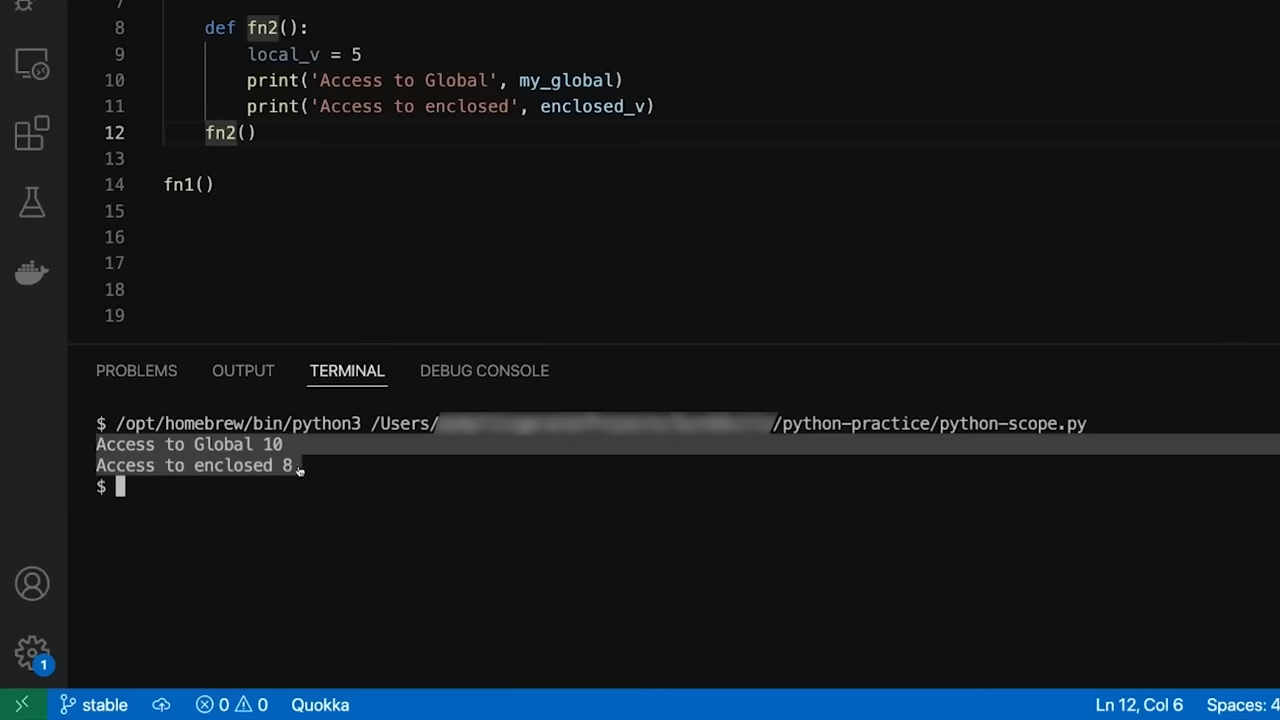 7
8 def fn2():
9 local_v = 5
10 print('Access to Global', my_global)
11 print('Access to enclosed', enclosed_v)
12 fn2()
13
14 fn1()
15
16
17
18
19
PROBLEMS OUTPUT TERMINAL DEBUG CONSOLE
$ /opt/homebrew/bin/python3 /Users/ /python-practice/python-scope.py
Access to Global 10
Access to enclosed 8
$
1
stable 0 0 Quokka Ln 12, Col 6 Spaces: 4